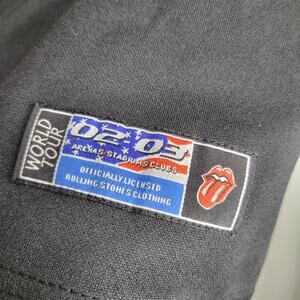 WORLD
TOUR
02-03
ARENAS STADIUMS CLUBS
OFFICIALLY LICENSED
ROLLING STONES CLOTHING